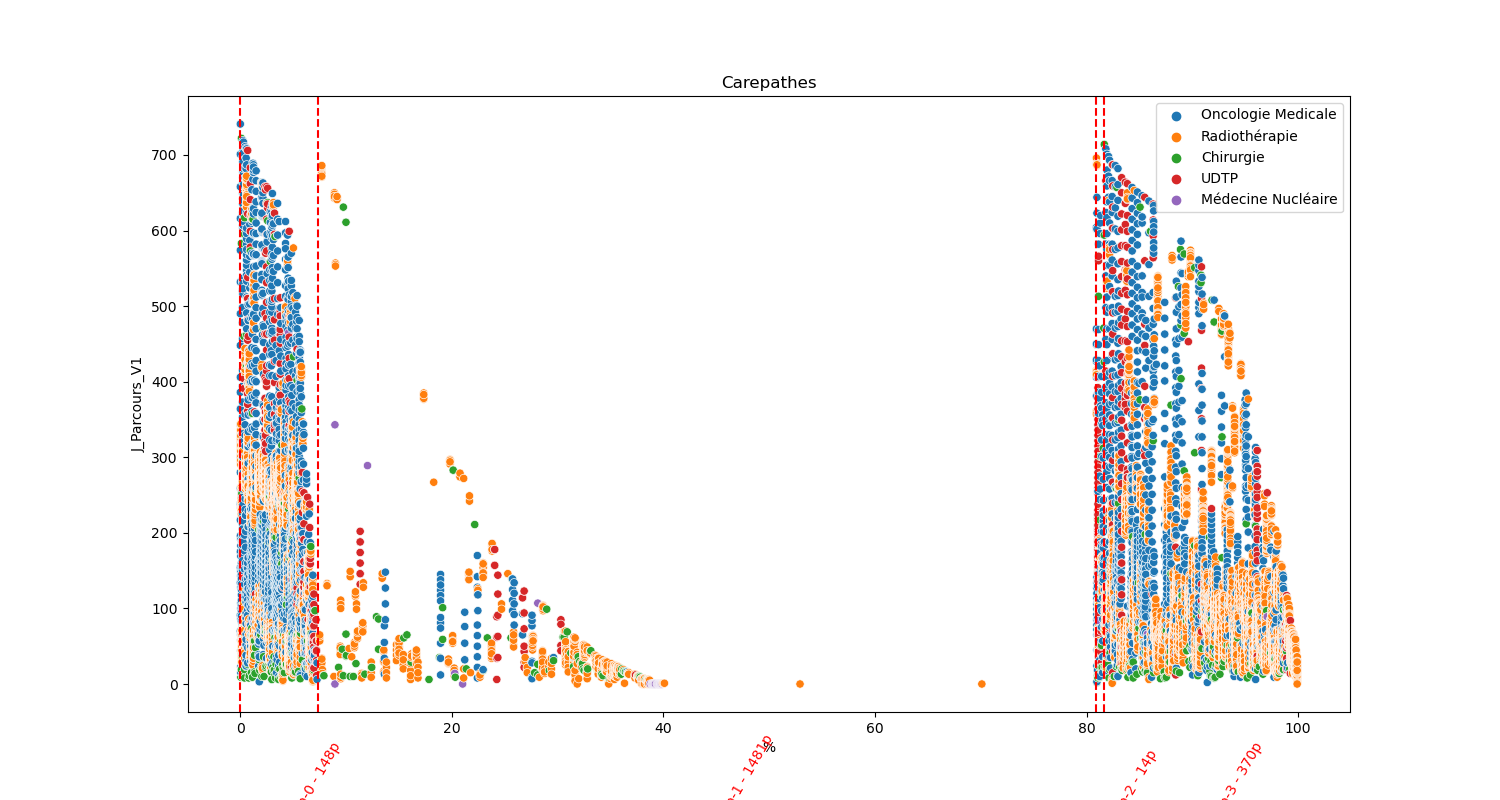 Carepathes
Oncologie Medicale
Radiothérapie
Chirurgie
UDTP
Médecine Nucléaire
J_Parcours_V1
700
600
500
400
300
200
100
0
0 20 40 60 80 100
%
-0 - 148p
-1 - 1481p
-2 - 14p
-3 - 370p